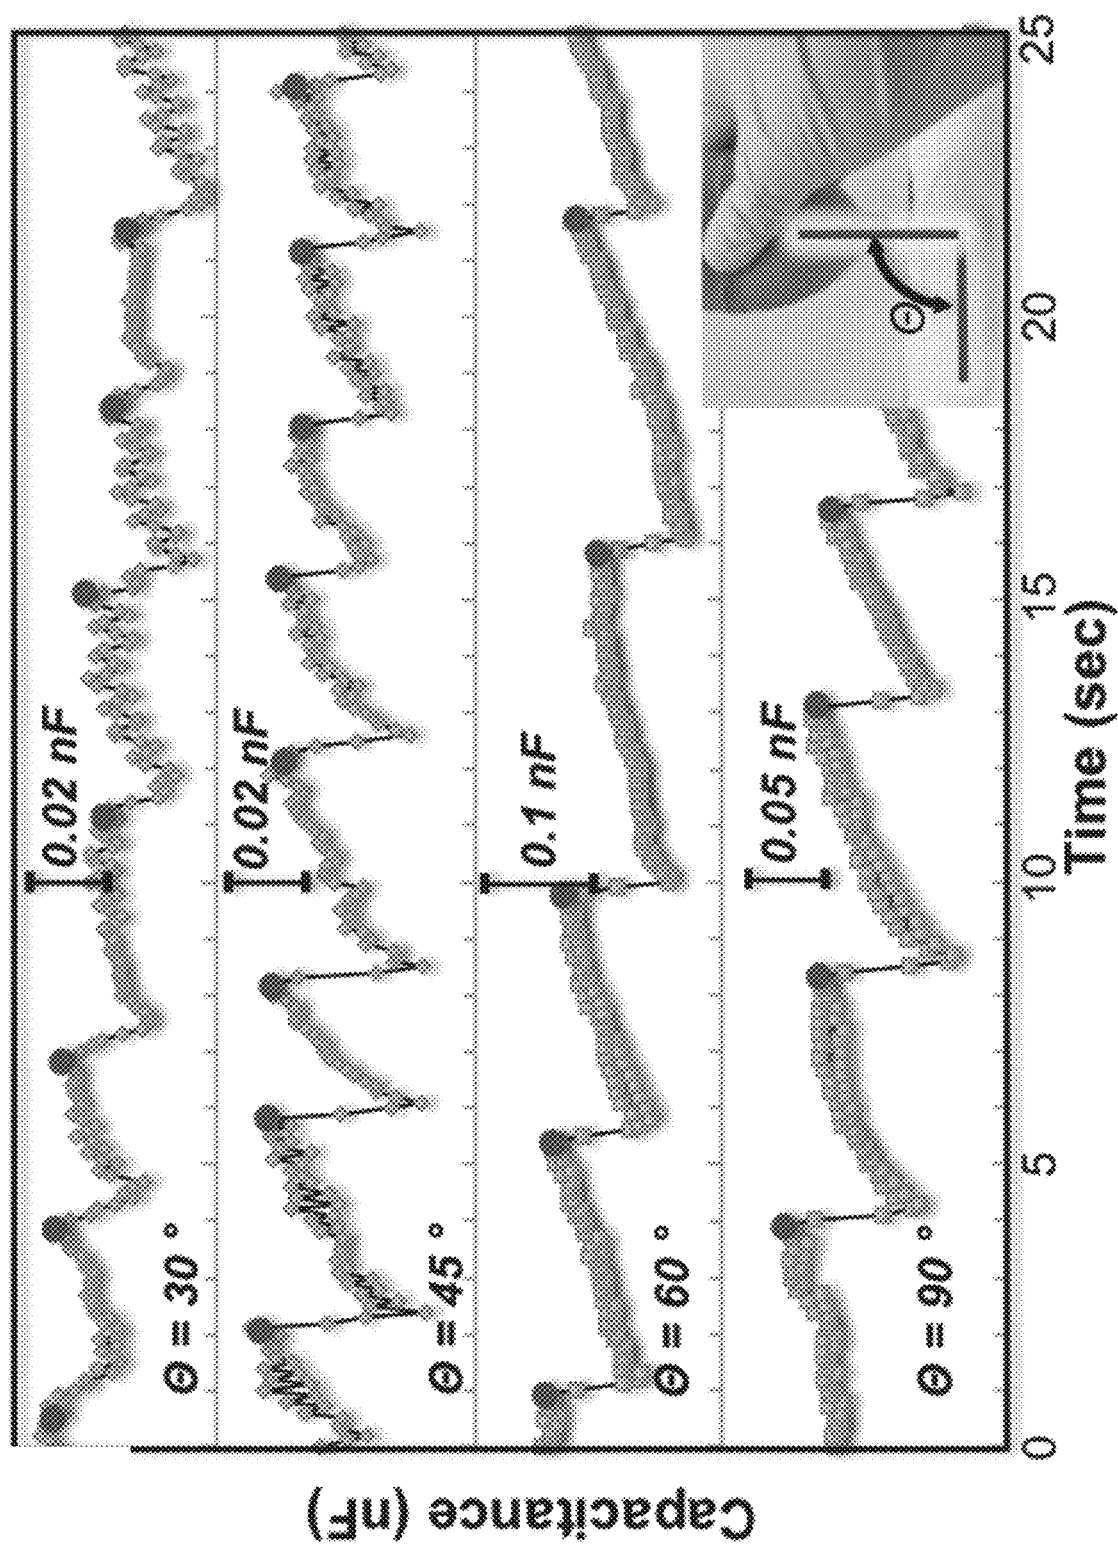 Capacitance (nF)
0.02 nF
Θ = 30 °
0.02 nF
Θ = 45 °
0.1 nF
Θ = 60 °
0.05 nF
Θ = 90 °
Θ
0 5 10 15 20 25
Time (sec)